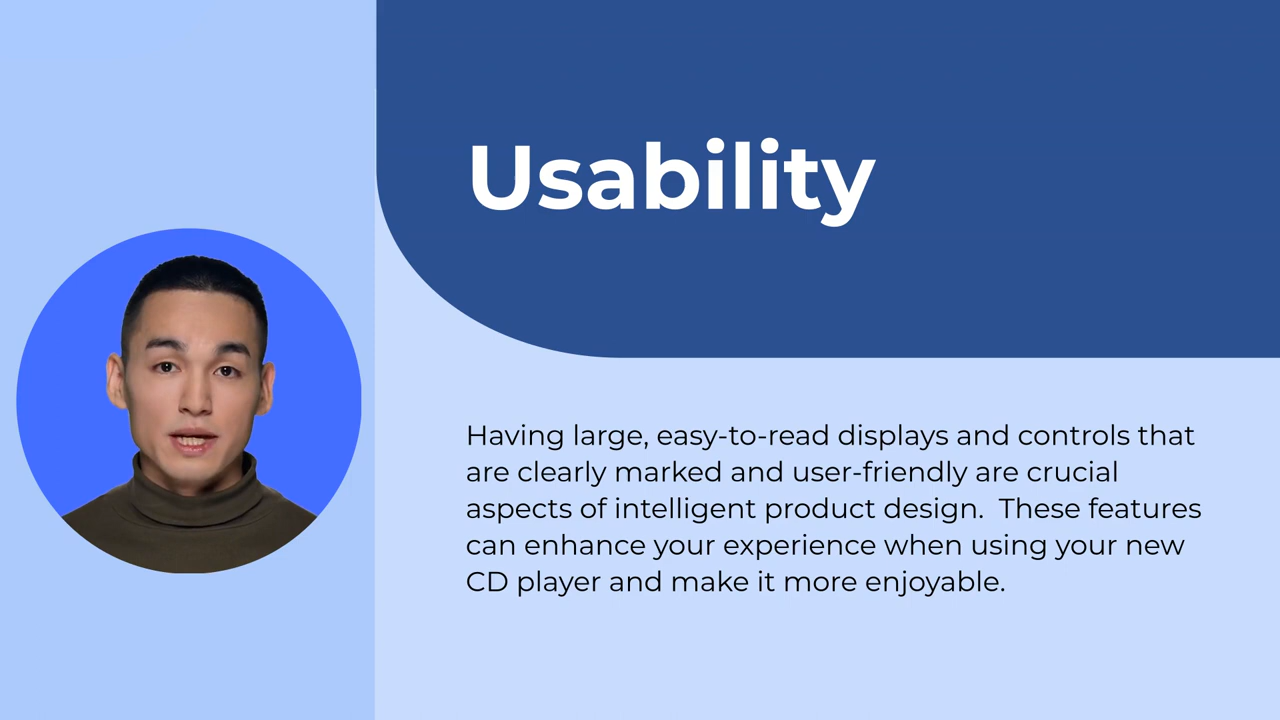 Usability
Having large, easy-to-read displays and controls that
are clearly marked and user-friendly are crucial
aspects of intelligent product design.  These features
can enhance your experience when using your new
CD player and make it more enjoyable.